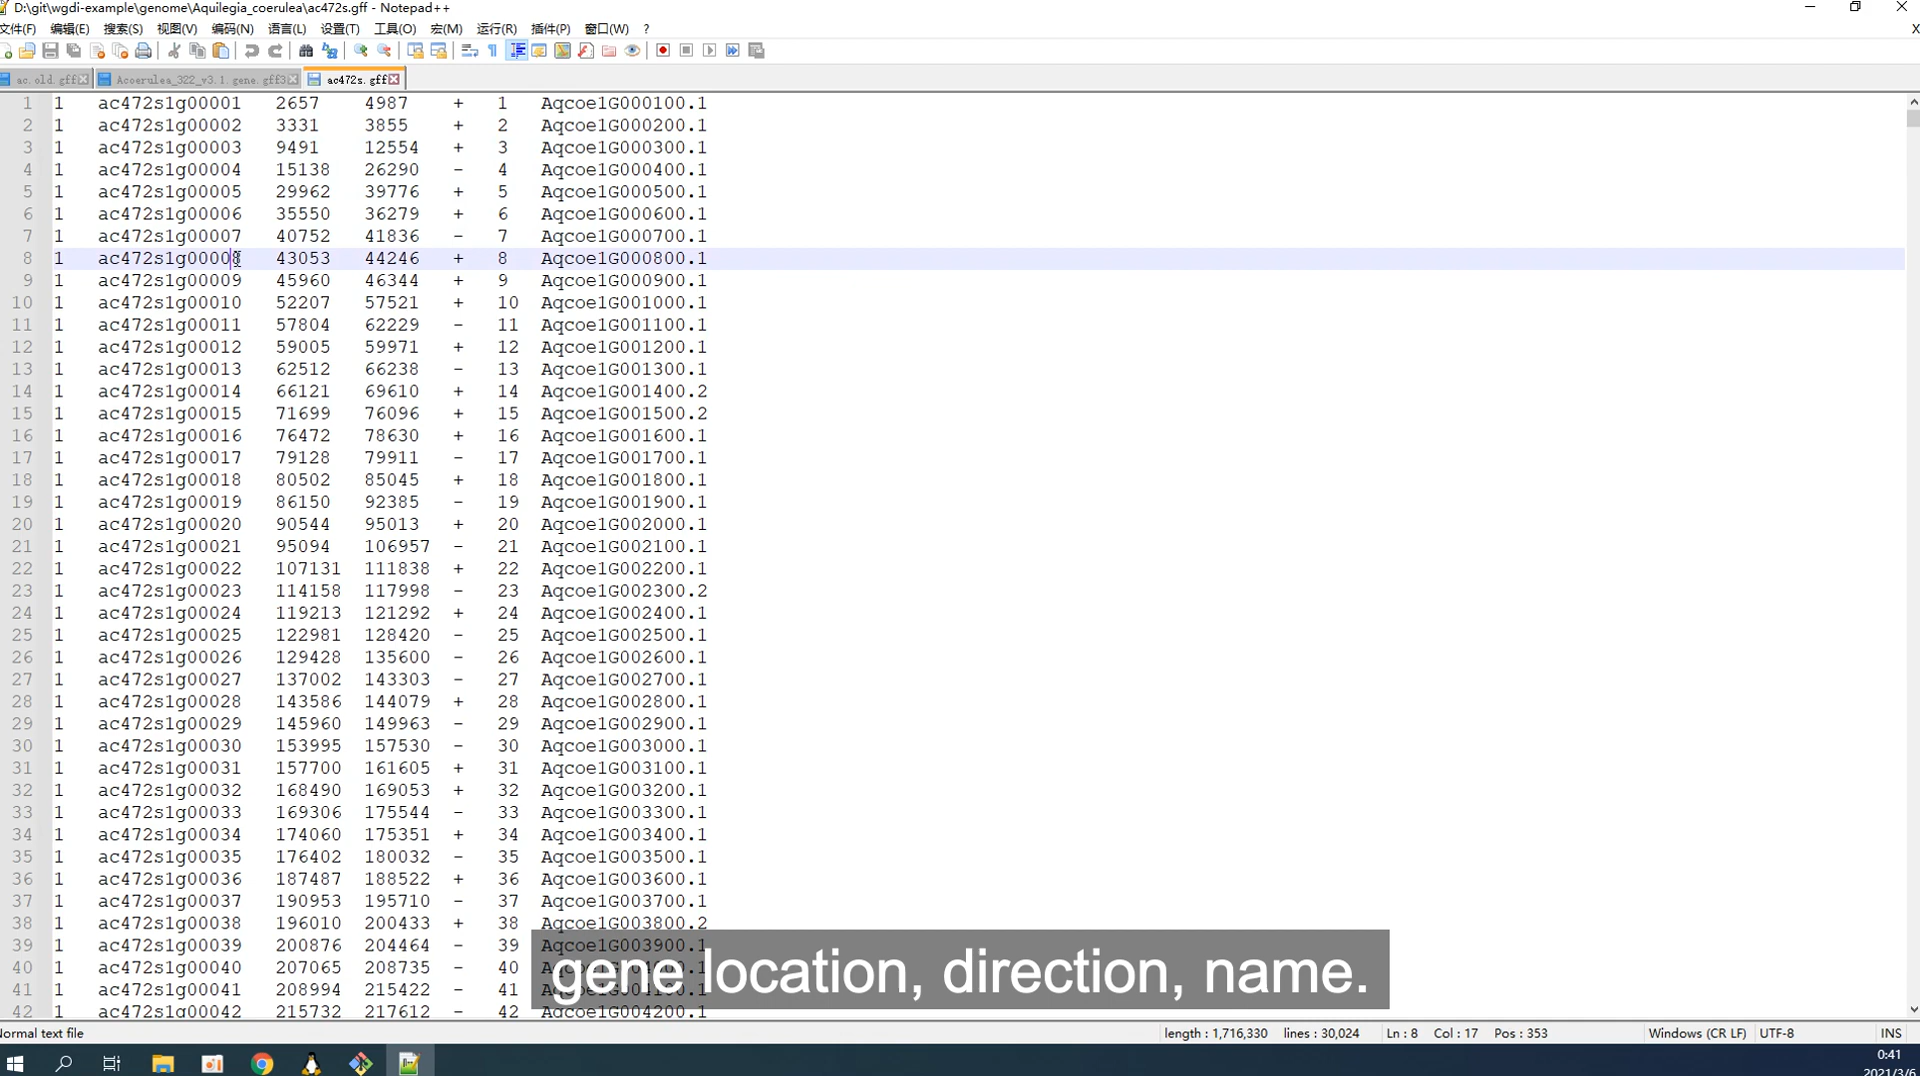 D:\git\wgdi-example\genome\Aquilegia_coerulea\ac472s.gff - Notepad++
文件(F) 编辑(E) 搜索(S) 视图(V) 编码(N) 语言(L) 设置(T) 工具(O) 宏(M) 运行(R) 插件(P) 窗口(W) ?
ac.old.gff Acoerulea_322_v3.1.gene.gff3 ac472s.gff
1 1 ac472s1g00001 2657 4987 + 1 Aqcoe1G000100.1
2 1 ac472s1g00002 3331 3855 + 2 Aqcoe1G000200.1
3 1 ac472s1g00003 9491 12554 + 3 Aqcoe1G000300.1
4 1 ac472s1g00004 15138 26290 - 4 Aqcoe1G000400.1
5 1 ac472s1g00005 29962 39776 + 5 Aqcoe1G000500.1
6 1 ac472s1g00006 35550 36279 + 6 Aqcoe1G000600.1
7 1 ac472s1g00007 40752 41836 - 7 Aqcoe1G000700.1
8 1 ac472s1g00008 43053 44246 + 8 Aqcoe1G000800.1
9 1 ac472s1g00009 45960 46344 + 9 Aqcoe1G000900.1
10 1 ac472s1g00010 52207 57521 + 10 Aqcoe1G001000.1
11 1 ac472s1g00011 57804 62229 - 11 Aqcoe1G001100.1
12 1 ac472s1g00012 59005 59971 + 12 Aqcoe1G001200.1
13 1 ac472s1g00013 62512 66238 - 13 Aqcoe1G001300.1
14 1 ac472s1g00014 66121 69610 + 14 Aqcoe1G001400.2
15 1 ac472s1g00015 71699 76096 + 15 Aqcoe1G001500.2
16 1 ac472s1g00016 76472 78630 + 16 Aqcoe1G001600.1
17 1 ac472s1g00017 79128 79911 - 17 Aqcoe1G001700.1
18 1 ac472s1g00018 80502 85045 + 18 Aqcoe1G001800.1
19 1 ac472s1g00019 86150 92385 - 19 Aqcoe1G001900.1
20 1 ac472s1g00020 90544 95013 + 20 Aqcoe1G002000.1
21 1 ac472s1g00021 95094 106957 - 21 Aqcoe1G002100.1
22 1 ac472s1g00022 107131 111838 + 22 Aqcoe1G002200.1
23 1 ac472s1g00023 114158 117998 - 23 Aqcoe1G002300.2
24 1 ac472s1g00024 119213 121292 + 24 Aqcoe1G002400.1
25 1 ac472s1g00025 122981 128420 - 25 Aqcoe1G002500.1
26 1 ac472s1g00026 129428 135600 - 26 Aqcoe1G002600.1
27 1 ac472s1g00027 137002 143303 - 27 Aqcoe1G002700.1
28 1 ac472s1g00028 143586 144079 + 28 Aqcoe1G002800.1
29 1 ac472s1g00029 145960 149963 - 29 Aqcoe1G002900.1
30 1 ac472s1g00030 153995 157530 - 30 Aqcoe1G003000.1
31 1 ac472s1g00031 157700 161605 + 31 Aqcoe1G003100.1
32 1 ac472s1g00032 168490 169053 + 32 Aqcoe1G003200.1
33 1 ac472s1g00033 169306 175544 - 33 Aqcoe1G003300.1
34 1 ac472s1g00034 174060 175351 + 34 Aqcoe1G003400.1
35 1 ac472s1g00035 176402 180032 - 35 Aqcoe1G003500.1
36 1 ac472s1g00036 187487 188522 + 36 Aqcoe1G003600.1
37 1 ac472s1g00037 190953 195710 - 37 Aqcoe1G003700.1
38 1 ac472s1g00038 196010 200433 + 38 Aqcoe1G003800.2
39 1 ac472s1g00039 200876 204464 - 39 Aqcoe1G003900.1
40 1 ac472s1g00040 207065 208735 - 40
41 1 ac472s1g00041 208994 215422 - 41
42 1 ac472s1g00042 215732 217612 - 42 Aqcoe1G004200.1
gene location, direction, name.
Normal text file length : 1,716,330 lines : 30,024 Ln : 8 Col : 17 Pos : 353 Windows (CR LF) UTF-8 INS
0:41
2021/3/6